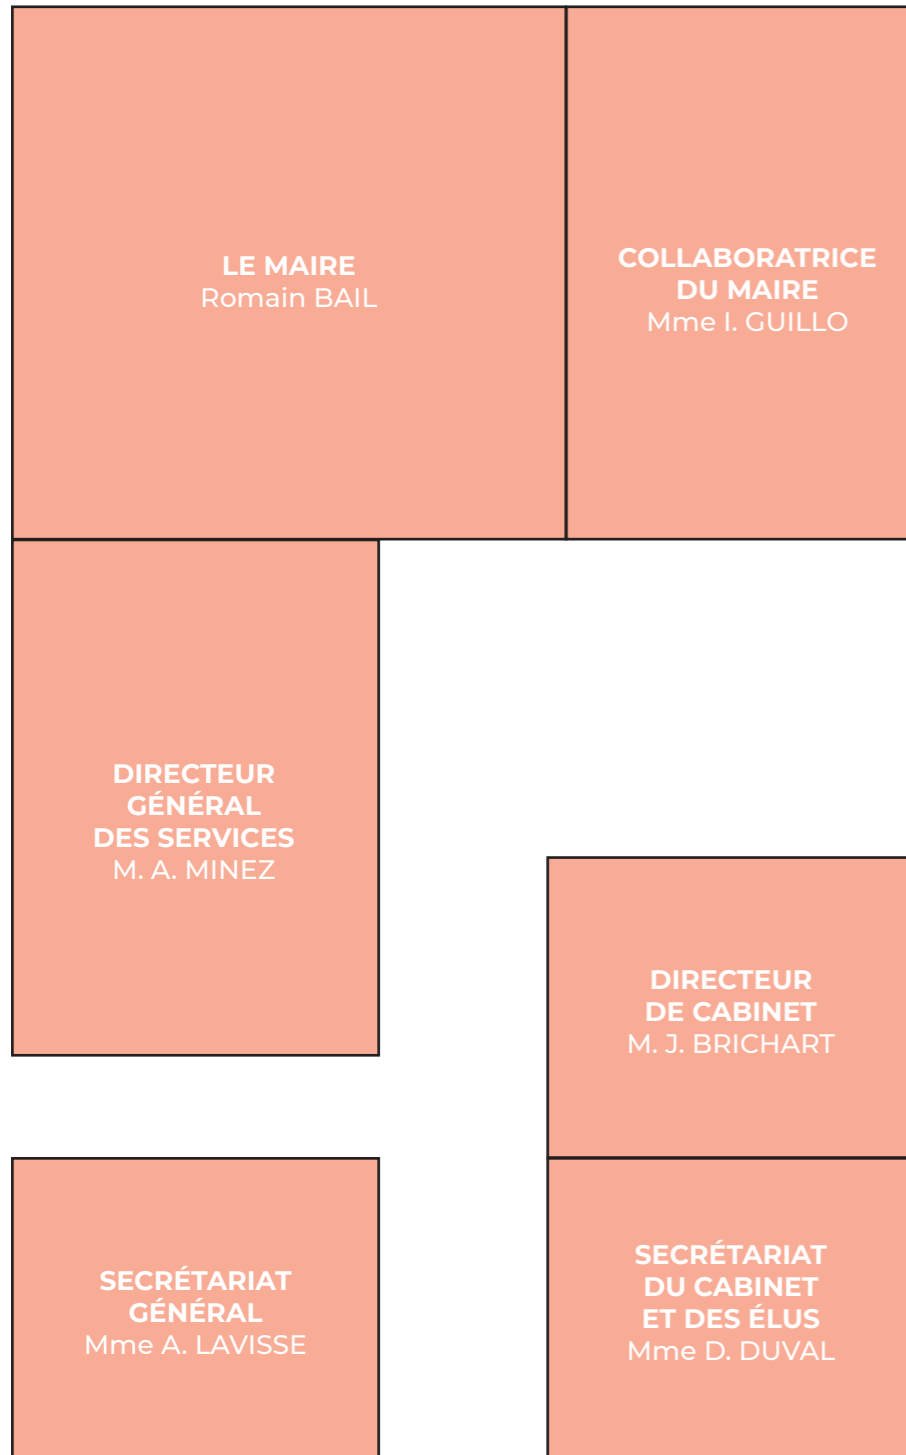 LE MAIRE
Romain BAIL
COLLABORATRICE
DU MAIRE
Mme I. GUILLO
DIRECTEUR
GÉNÉRAL
DES SERVICES
M. A. MINEZ
DIRECTEUR
DE CABINET
M. J. BRICHART
SECRÉTARIAT
GÉNÉRAL
Mme A. LAVISSE
SECRÉTARIAT
DU CABINET
ET DES ÉLUS
Mme D. DUVAL